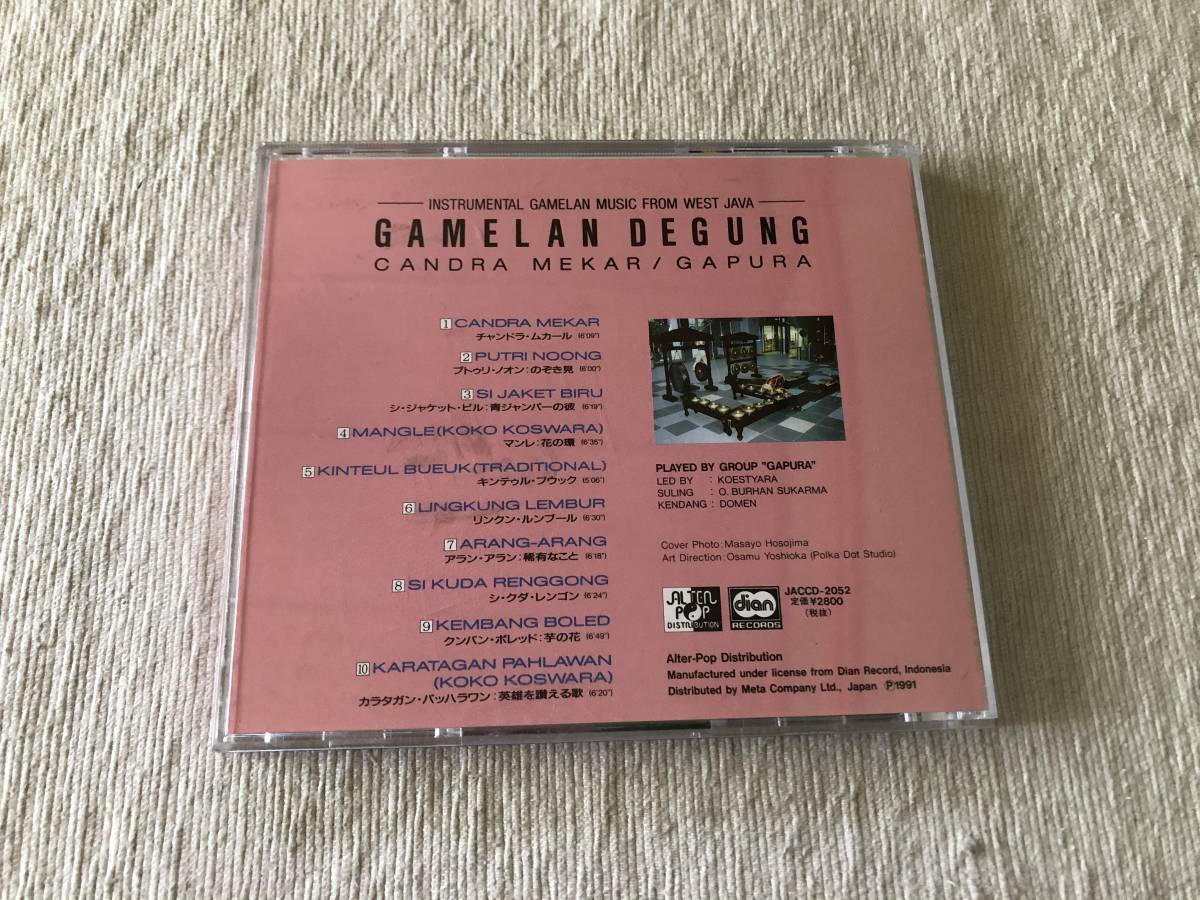 INSTRUMENTAL GAMELAN MUSIC FROM WEST JAVA
GAMELAN DEGUNG
CANDRA MEKAR/GAPURA
1 CANDRA MEKAR
チャンドラ・ムカール (6'09")
2 PUTRI NOONG
プトゥリ・ノオン:のぞき見 (6'00")
3 SI JAKET BIRU
シ・ジャケット・ビル:青ジャンパーの彼 (6'19")
4 MANGLE(KOKO KOSWARA)
マンレ:花の環 (6'35")
5 KINTEUL BUEUK(TRADITIONAL)
キンテゥル・ブウック (5'06")
6 LINGKUNG LEMBUR
リンクン・ルンブール (6'30")
7 ARANG-ARANG
アラン・アラン:稀有なこと (6'18")
8 SI KUDA RENGGONG
シ・クダ・レンゴン (6'24")
9 KEMBANG BOLED
クンバン・ボレッド:芋の花 (6'49")
10 KARATAGAN PAHLAWAN
(KOKO KOSWARA)
カラタガン・パッハラワン:英雄を讃える歌 (6'20")
PLAYED BY GROUP "GAPURA"
LED BY : KOESTYARA
SULING : O. BURHAN SUKARMA
KENDANG : DOMEN
Cover Photo:Masayo Hosojima
Art Direction:Osamu Yoshioka (Polka Dot Studio)
ALTER POP DISTRIBUTION
dian RECORDS
JACCD-2052
定価¥2800
(税抜)
Alter-Pop Distribution
Manufactured under license from Dian Record, Indonesia
Distributed by Meta Company Ltd., Japan Ⓟ1991